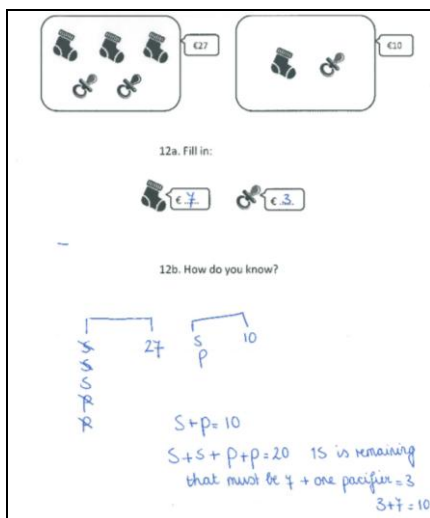 €27
€10
12a. Fill in:
€ .7.
€ .3.
12b. How do you know?
S 27 S 10
S P
S
P
P
S+P= 10
S+S+P+P=20 1S is remaining
that must be 7 + one pacifier = 3
3+7=10